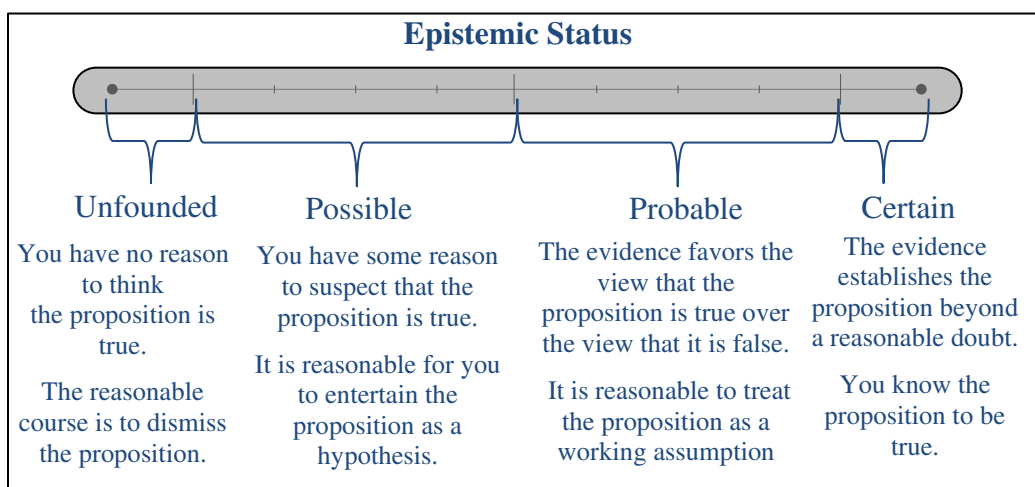 Epistemic Status
Unfounded
You have no reason
to think
the proposition is
true.
The reasonable
course is to dismiss
the proposition.
Possible
You have some reason
to suspect that the
proposition is true.
It is reasonable for you
to entertain the
proposition as a
hypothesis.
Probable
The evidence favors the
view that the
proposition is true over
the view that it is false.
It is reasonable to treat
the proposition as a
working assumption
Certain
The evidence
establishes the
proposition beyond
a reasonable doubt.
You know the
proposition to be
true.